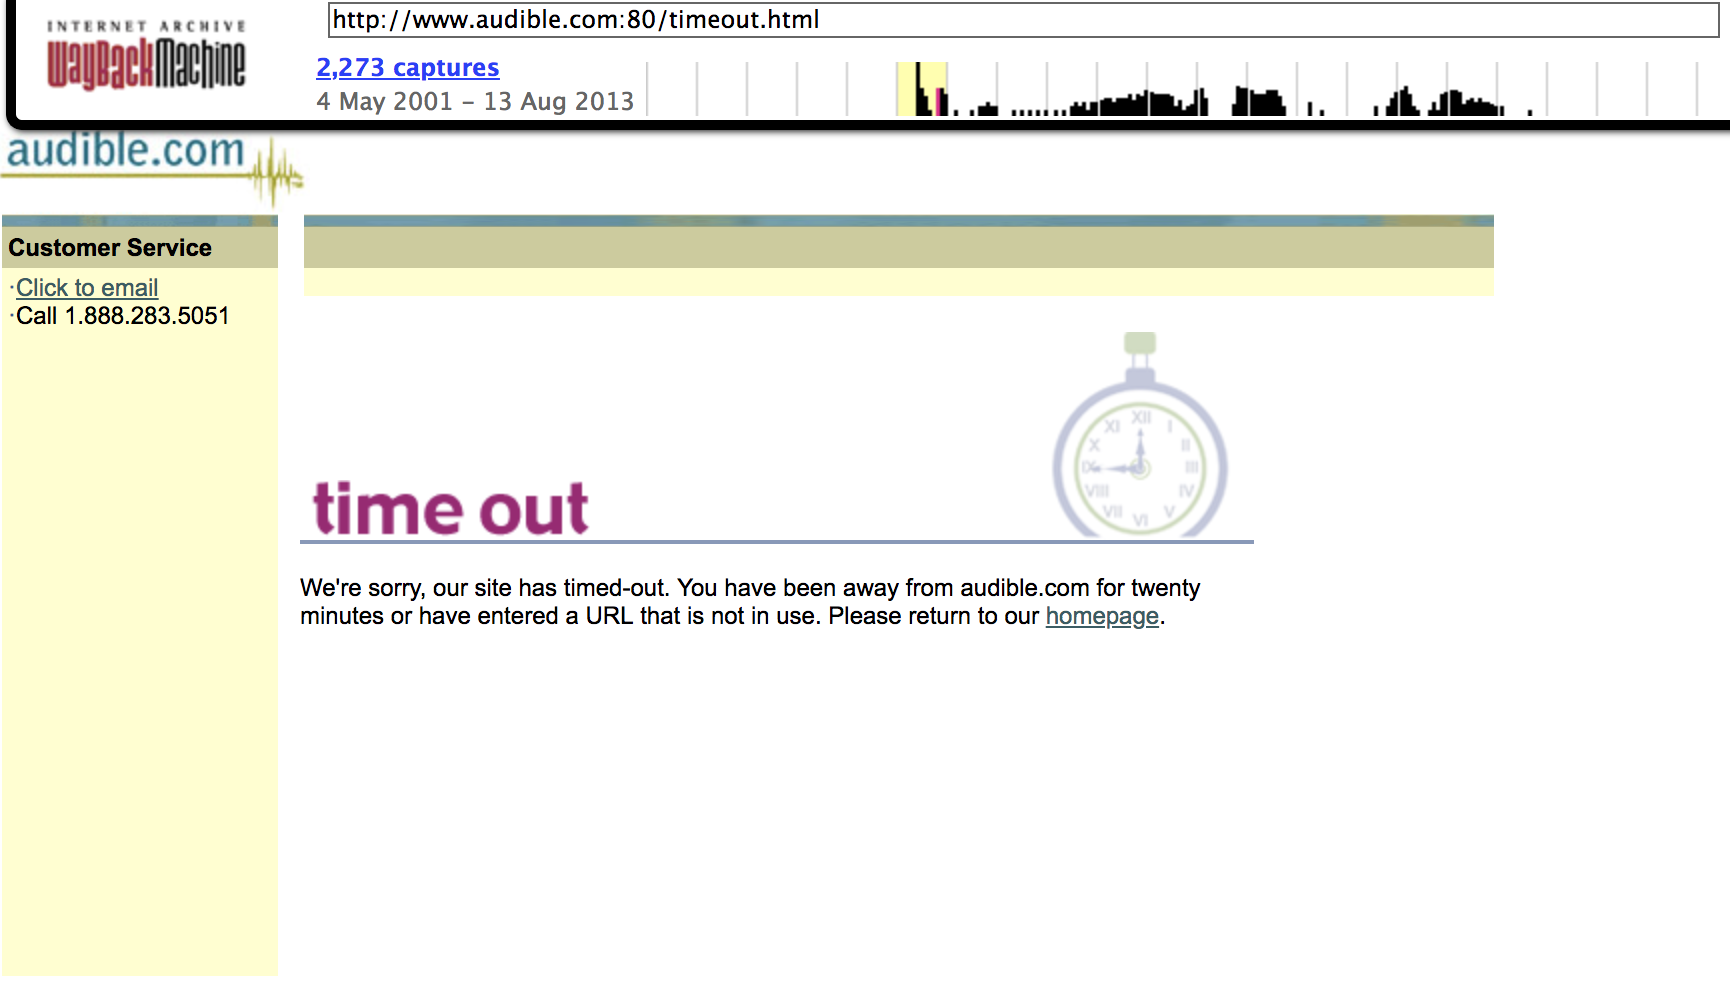 INTERNET ARCHIVE
WayBackMachine
http://www.audible.com:80/timeout.html
2,273 captures
4 May 2001 – 13 Aug 2013
audible.com
Customer Service
·Click to email
·Call 1.888.283.5051
XII
I
II
III
IV
V
VI
VII
VIII
IX
X
XI
time out
We're sorry, our site has timed-out. You have been away from audible.com for twenty
minutes or have entered a URL that is not in use. Please return to our homepage.